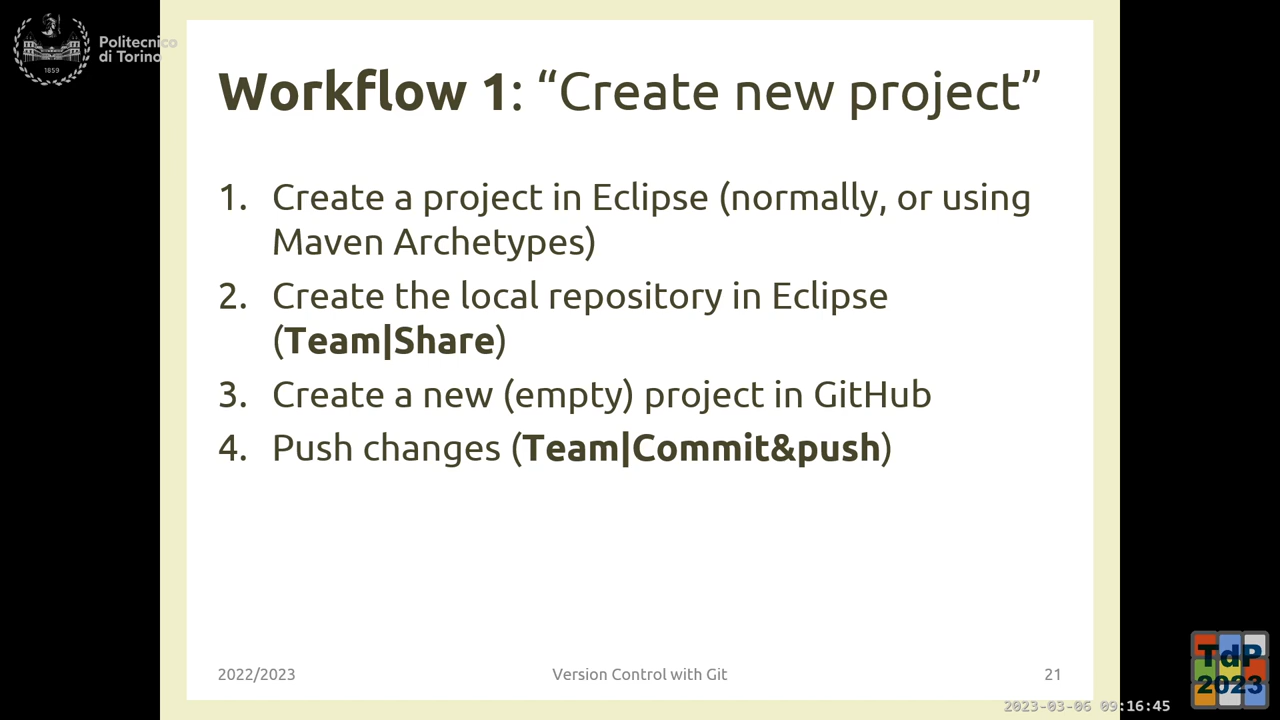 Politecnico
di Torino
1859
Workflow 1: “Create new project”
1. Create a project in Eclipse (normally, or using
Maven Archetypes)
2. Create the local repository in Eclipse
(Team|Share)
3. Create a new (empty) project in GitHub
4. Push changes (Team|Commit&push)
2022/2023
Version Control with Git
21
TdP
2023
2023-03-06 09:16:45